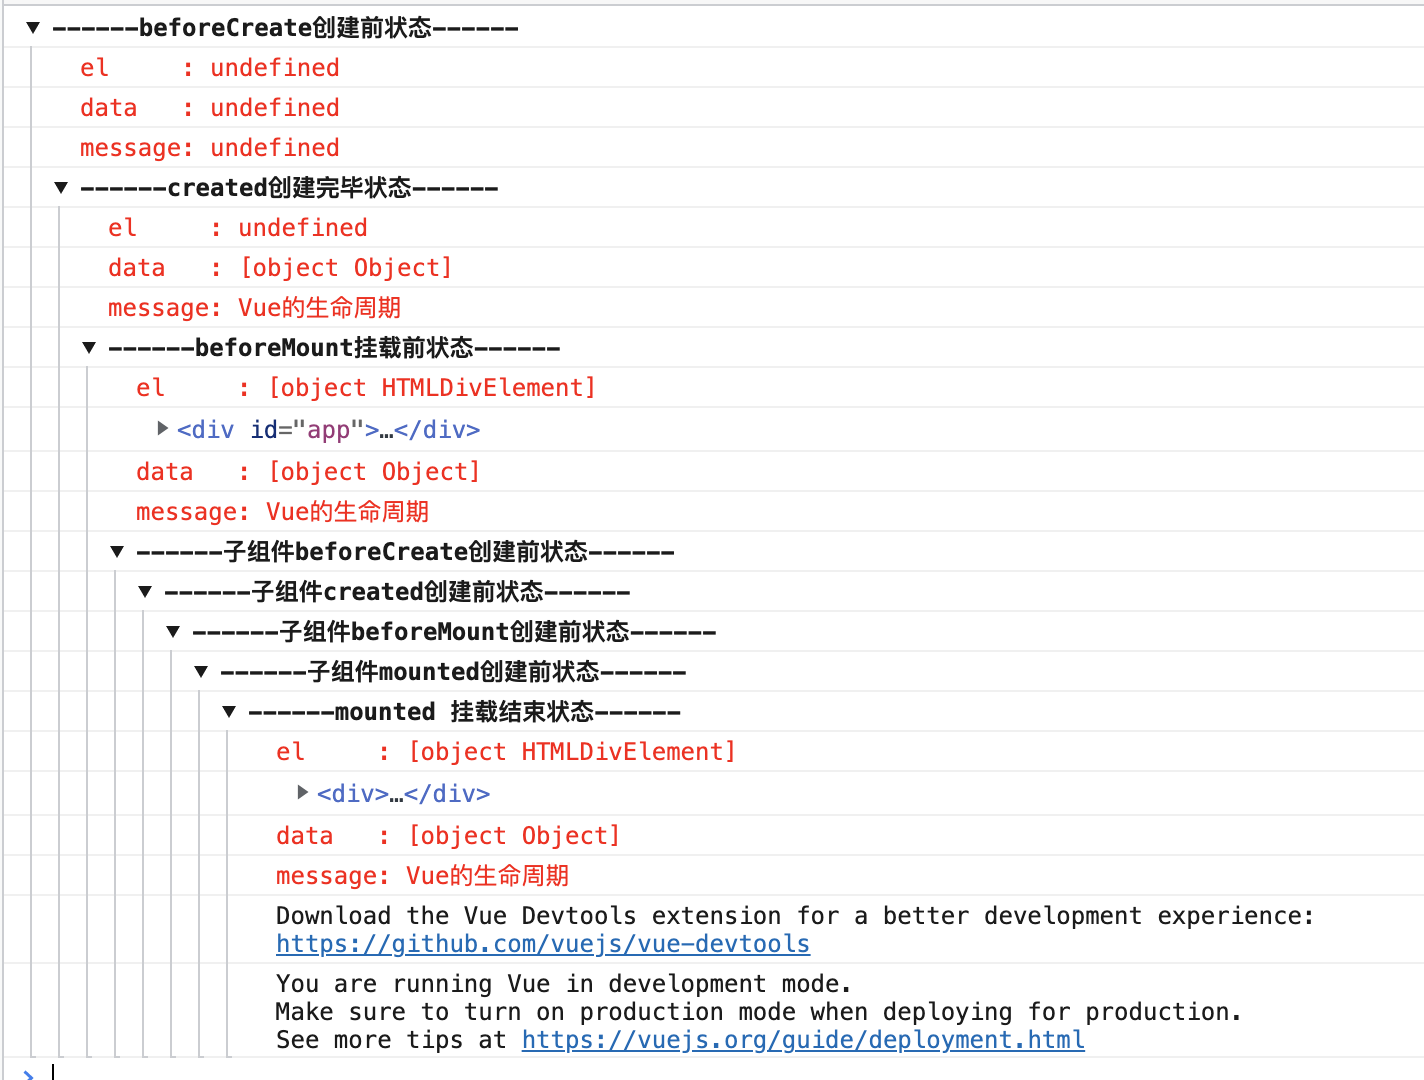 ------beforeCreate创建前状态------
el     : undefined
data   : undefined
message: undefined
------created创建完毕状态------
el     : undefined
data   : [object Object]
message: Vue的生命周期
------beforeMount挂载前状态------
el     : [object HTMLDivElement]
<div id="app">…</div>
data   : [object Object]
message: Vue的生命周期
------子组件beforeCreate创建前状态------
------子组件created创建前状态------
------子组件beforeMount创建前状态------
------子组件mounted创建前状态------
------mounted 挂载结束状态------
el     : [object HTMLDivElement]
<div>…</div>
data   : [object Object]
message: Vue的生命周期
Download the Vue Devtools extension for a better development experience:
https://github.com/vuejs/vue-devtools
You are running Vue in development mode.
Make sure to turn on production mode when deploying for production.
See more tips at https://vuejs.org/guide/deployment.html